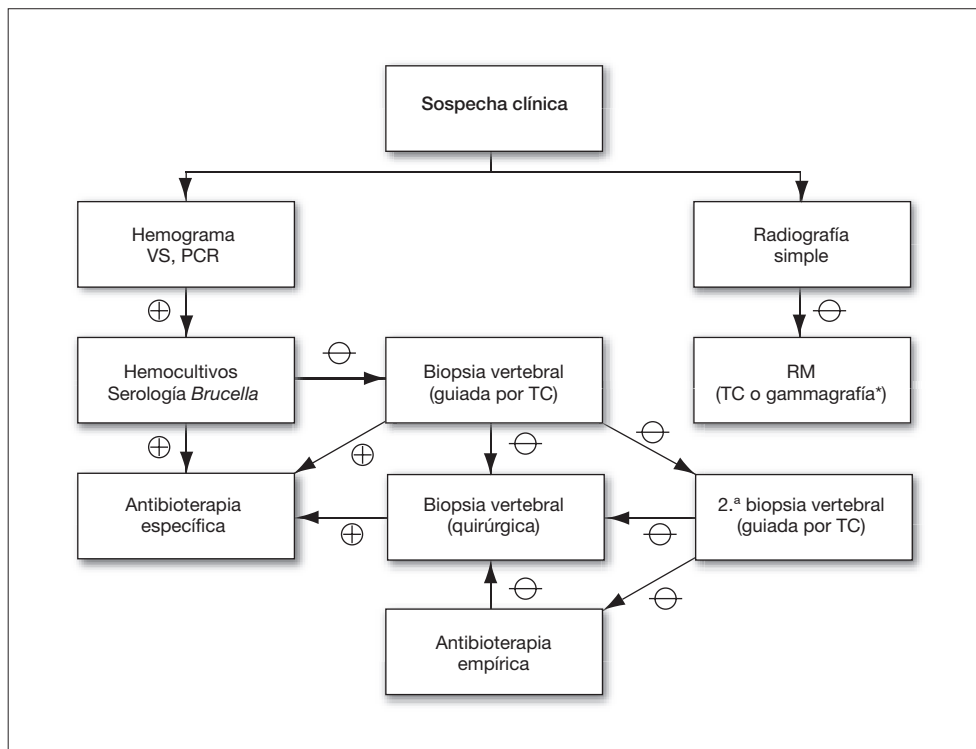 Sospecha clínica
Hemograma
VS, PCR
Radiografía
simple
Hemocultivos
Serología Brucella
Biopsia vertebral
(guiada por TC)
RM
(TC o gammagrafía*)
Antibioterapia
específica
Biopsia vertebral
(quirúrgica)
2.ª biopsia vertebral
(guiada por TC)
Antibioterapia
empírica